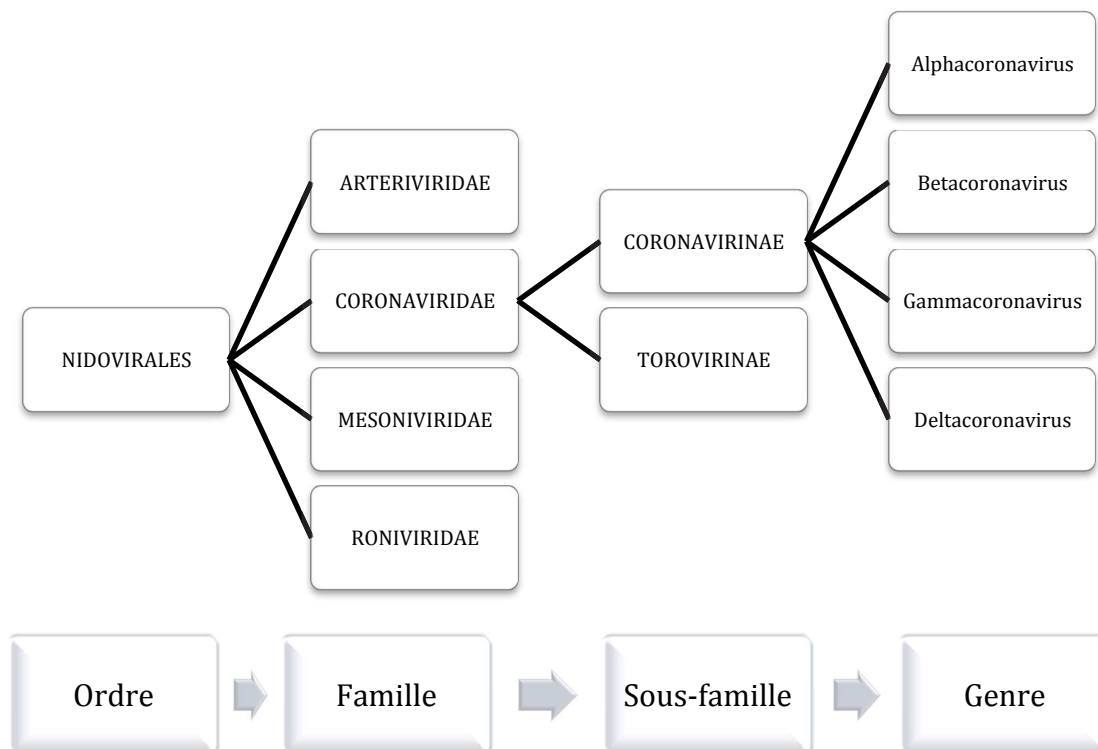 NIDOVIRALES
ARTERIVIRIDAE
CORONAVIRIDAE
MESONIVIRIDAE
RONIVIRIDAE
CORONAVIRINAE
TOROVIRINAE
Alphacoronavirus
Betacoronavirus
Gammacoronavirus
Deltacoronavirus
Ordre
Famille
Sous-famille
Genre